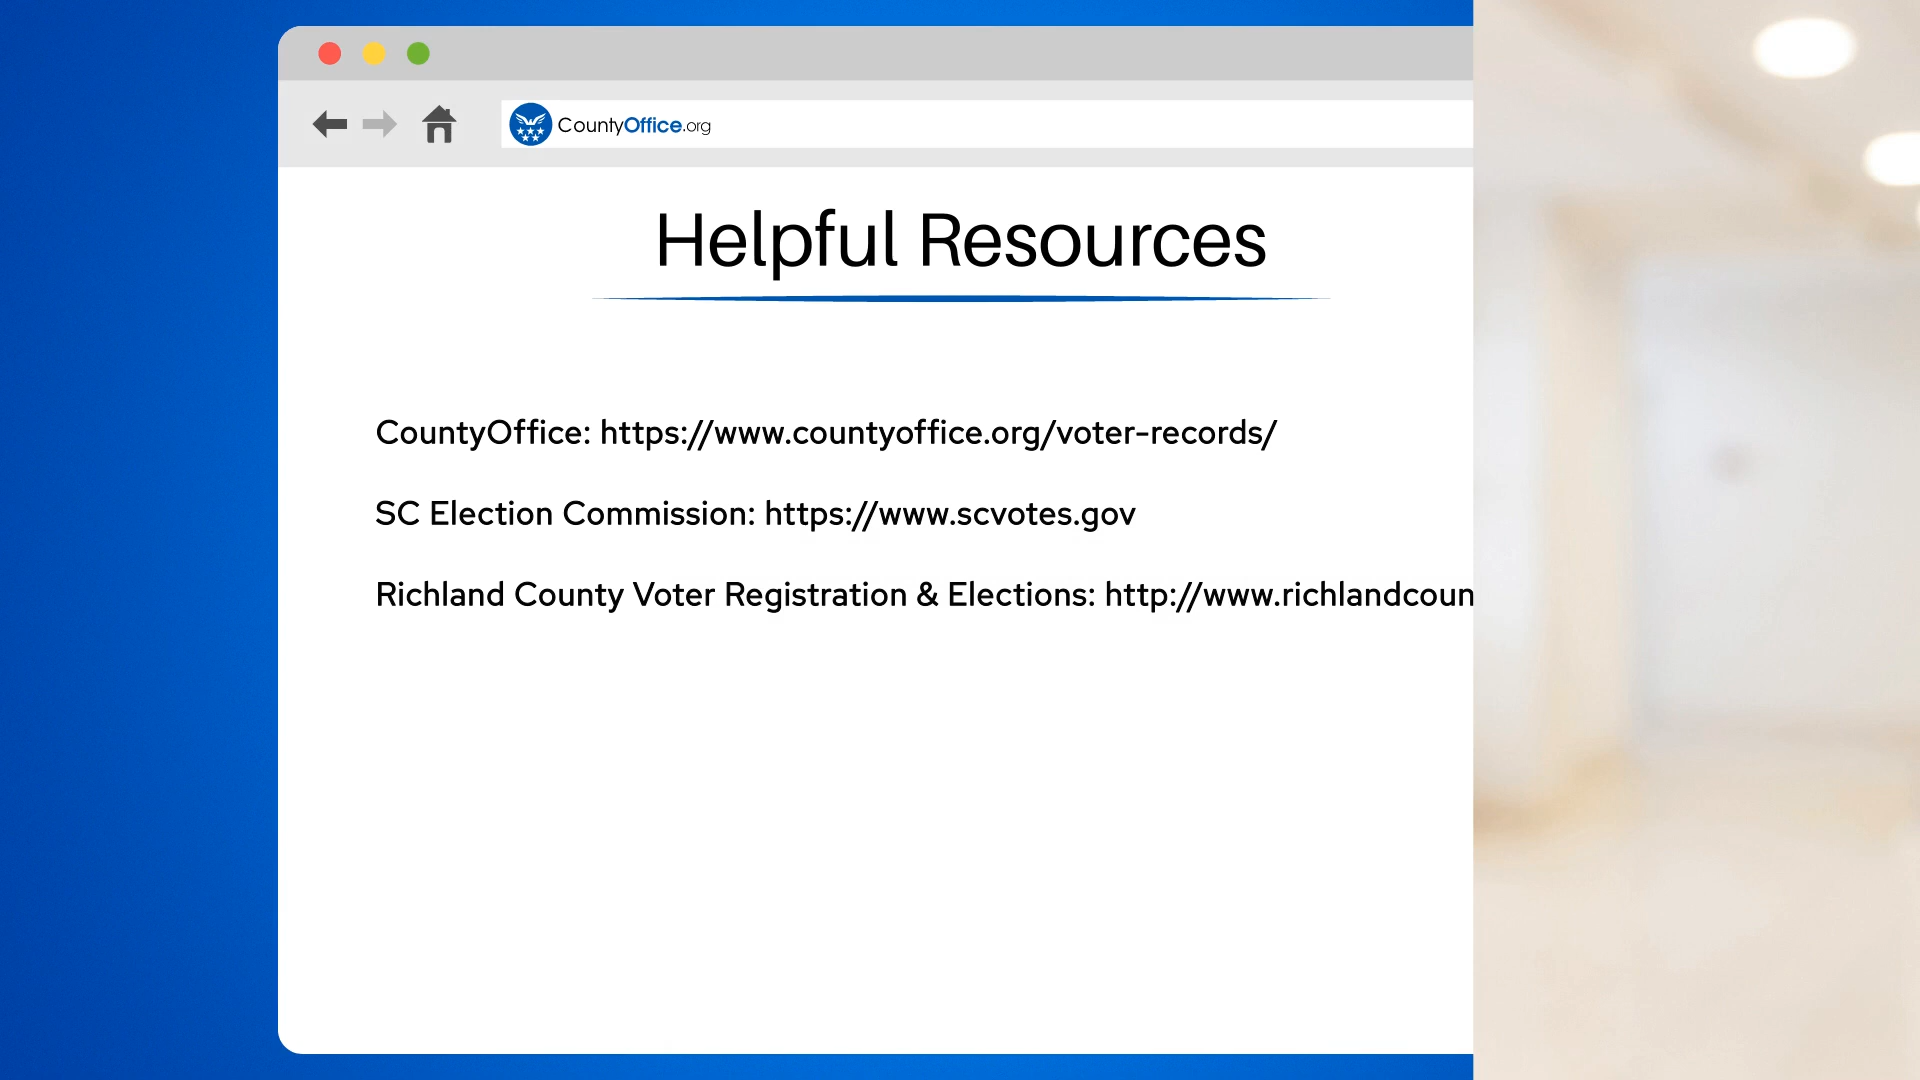 CountyOffice.org
Helpful Resources
CountyOffice: https://www.countyoffice.org/voter-records/
SC Election Commission: https://www.scvotes.gov
Richland County Voter Registration & Elections: http://www.richlandcoun